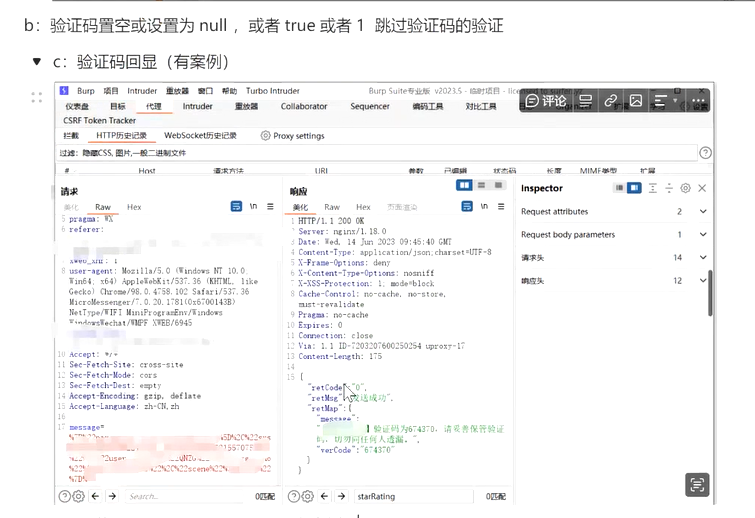 b：验证码置空或设置为 null ，或者 true 或者 1 跳过验证码的验证
▼ c：验证码回显（有案例）
Burp 项目 Intruder 重放器 窗口 帮助 Turbo Intruder Burp Suite专业版 v2023.5 - 临时项目 - 
评论
仪表盘 目标 代理 Intruder 重放器 Collaborator Sequencer 编码工具 对比工具
CSRF Token Tracker
拦截 HTTP历史记录 WebSocket历史记录 Proxy settings
过滤: 隐藏CSS, 图片,一般二进制文件
# Host 请求方法 URL 参数 已编辑 状态码 长度 MIME类型 扩展
请求
美化 Raw Hex \n
5 pragma:
referer:
xweb_xhr: 1
8 user-agent: Mozilla/5.0 (Windows NT 10.0;
Win64; x64) AppleWebKit/537.36 (KHTML, like
Gecko) Chrome/98.0.4758.102 Safari/537.36
MicroMessenger/7.0.20.1781(0x6700143B)
NetType/WIFI MiniProgramEnv/Windows
WindowsWechat/WMPF XWEB/6945
10 Accept: */*
11 Sec-Fetch-Site: cross-site
12 Sec-Fetch-Mode: cors
13 Sec-Fetch-Dest: empty
14 Accept-Encoding: gzip, deflate
15 Accept-Language: zh-CN,zh
16
17 message=
Search... 0匹配
响应
美化 Raw Hex 页面渲染 \n
1 HTTP/1.1 200 OK
2 Server: nginx/1.18.0
3 Date: Wed, 14 Jun 2023 09:45:40 GMT
4 Content-Type: application/json;charset=UTF-8
5 X-Frame-Options: deny
6 X-Content-Type-Options: nosniff
7 X-XSS-Protection: 1; mode=block
8 Cache-Control: no-cache, no-store,
must-revalidate
9 Pragma: no-cache
10 Expires: 0
11 Connection: close
12 Via: 1.1 ID-7203207600250254 uproxy-17
13 Content-Length: 175
14
15 {
"retCode":"0",
"retMsg":"发送成功",
"retMap":{
"message":
】验证码为674370, 请妥善保管验证
码, 切勿向任何人透漏。",
"verCode":"674370"
}
}
starRating 0匹配
Inspector
Request attributes 2
Request body parameters 1
请求头 14
响应头 12